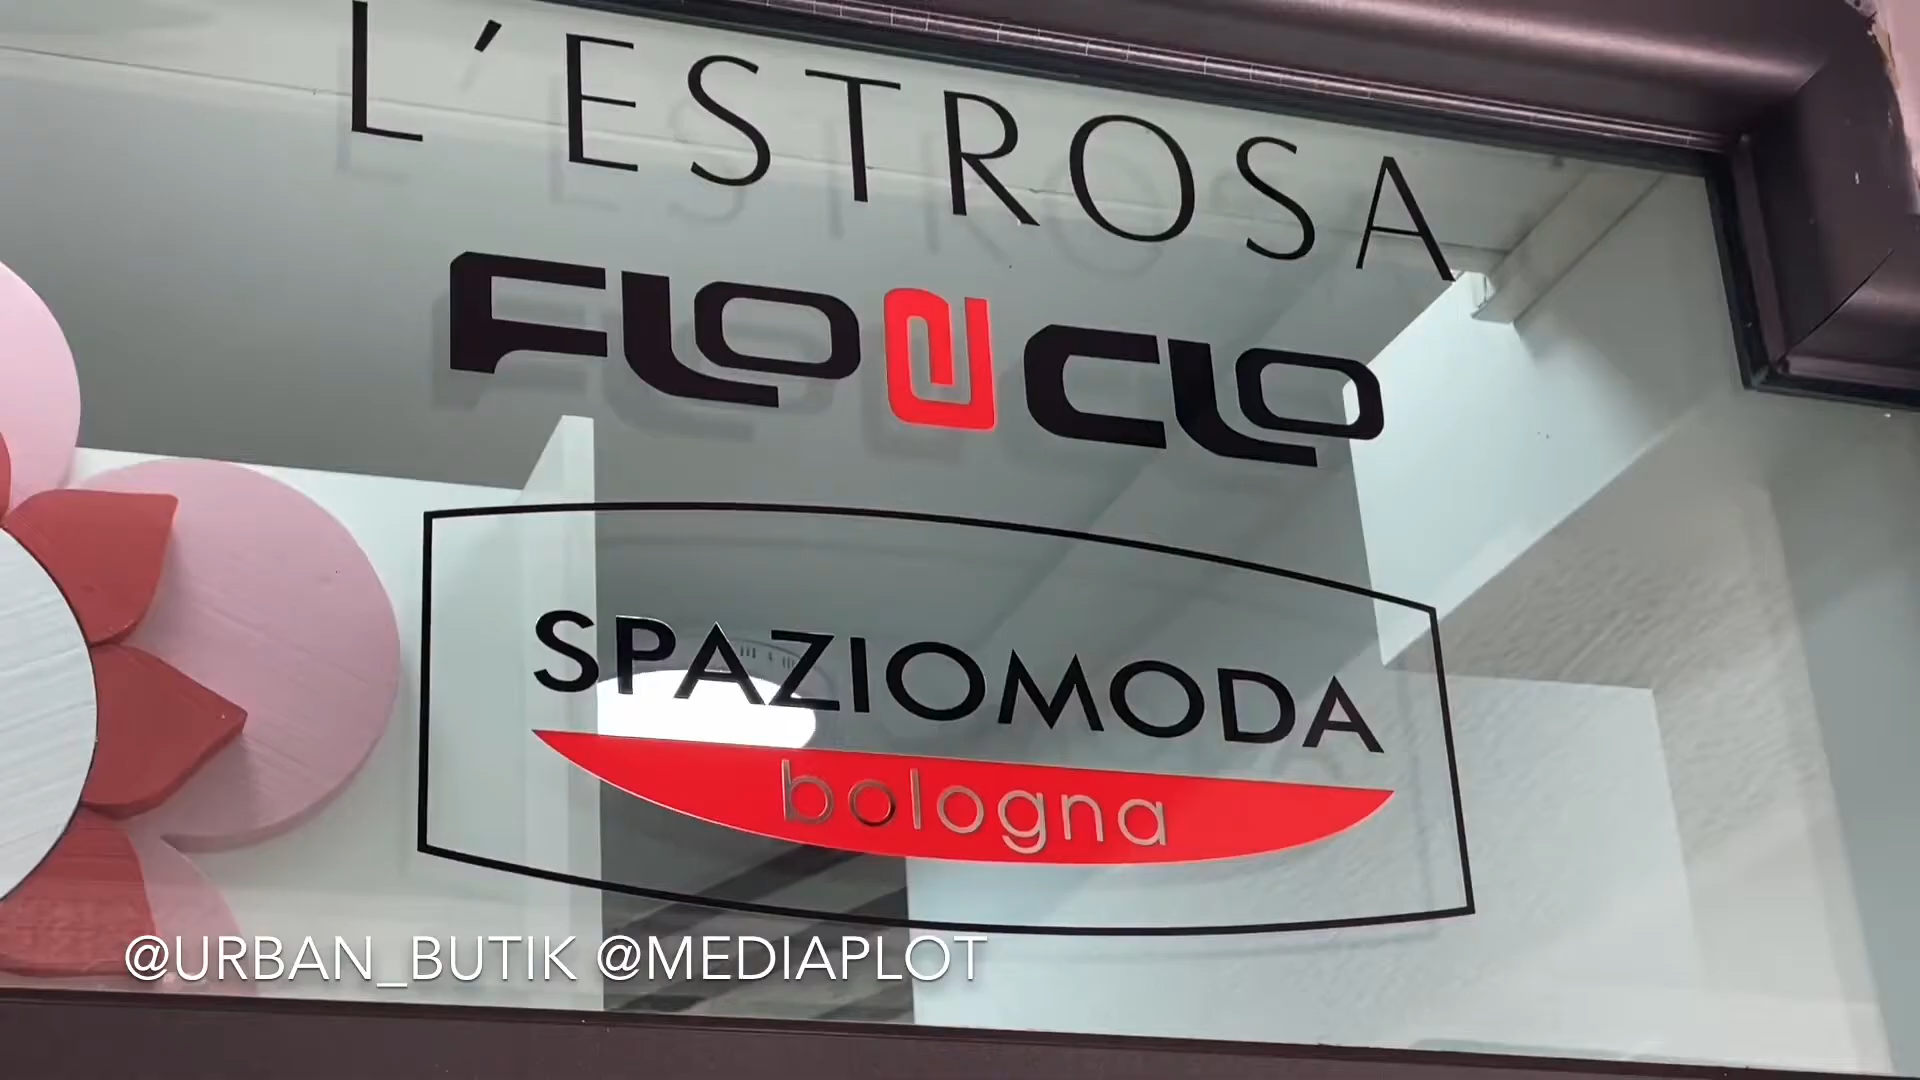 L'ESTROSA
FLO&CLO
SPAZIOMODA
bologna
@URBAN_BUTIK @MEDIAPLOT